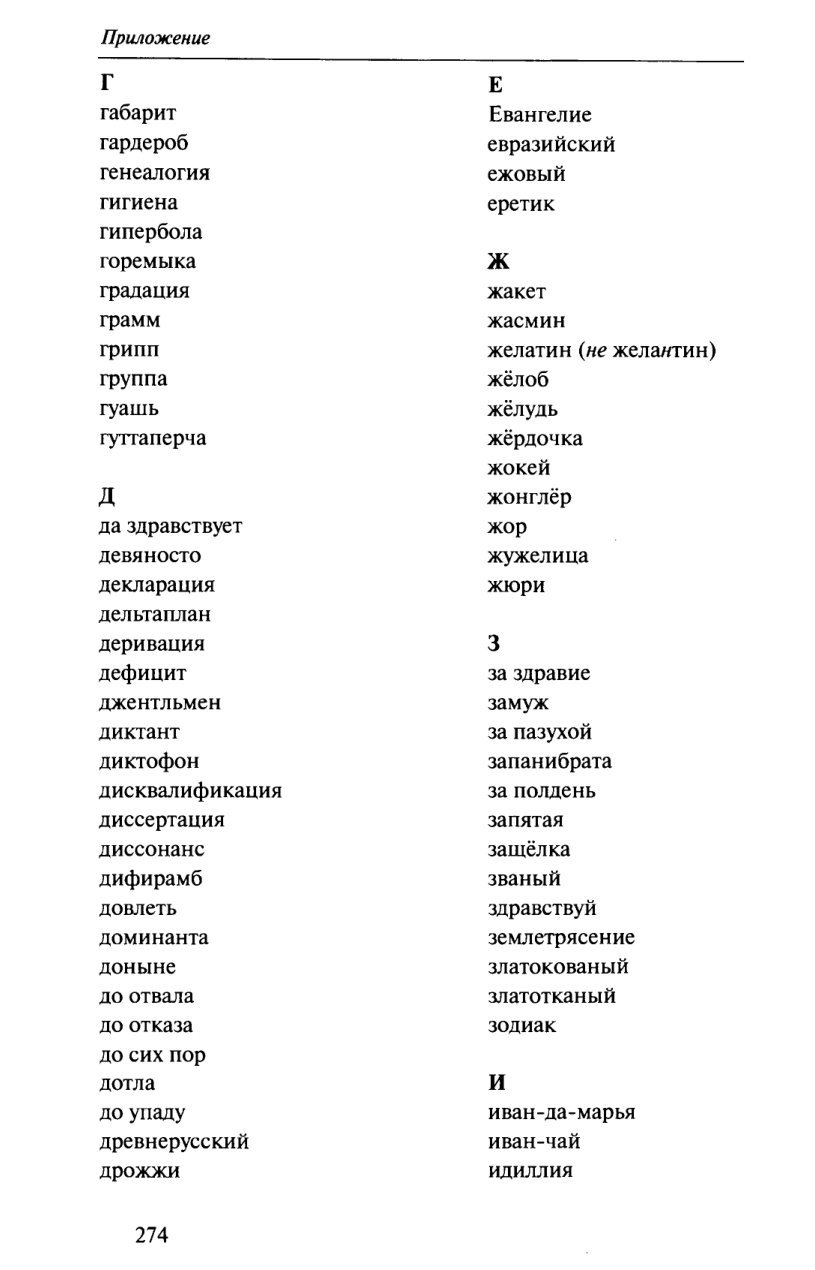 Приложение
Г
габарит
гардероб
генеалогия
гигиена
гипербола
горемыка
градация
грамм
грипп
группа
гуашь
гуттаперча
Д
да здравствует
девяносто
декларация
дельтаплан
деривация
дефицит
джентльмен
диктант
диктофон
дисквалификация
диссертация
диссонанс
дифирамб
довлеть
доминанта
доныне
до отвала
до отказа
до сих пор
дотла
до упаду
древнерусский
дрожжи
Е
Евангелие
евразийский
ежовый
еретик
Ж
жакет
жасмин
желатин (не желантин)
жёлоб
жёлудь
жёрдочка
жокей
жонглёр
жор
жужелица
жюри
З
за здравие
замуж
за пазухой
запанибрата
за полдень
запятая
защёлка
званый
здравствуй
землетрясение
златокованый
златотканый
зодиак
И
иван-да-марья
иван-чай
идиллия
274